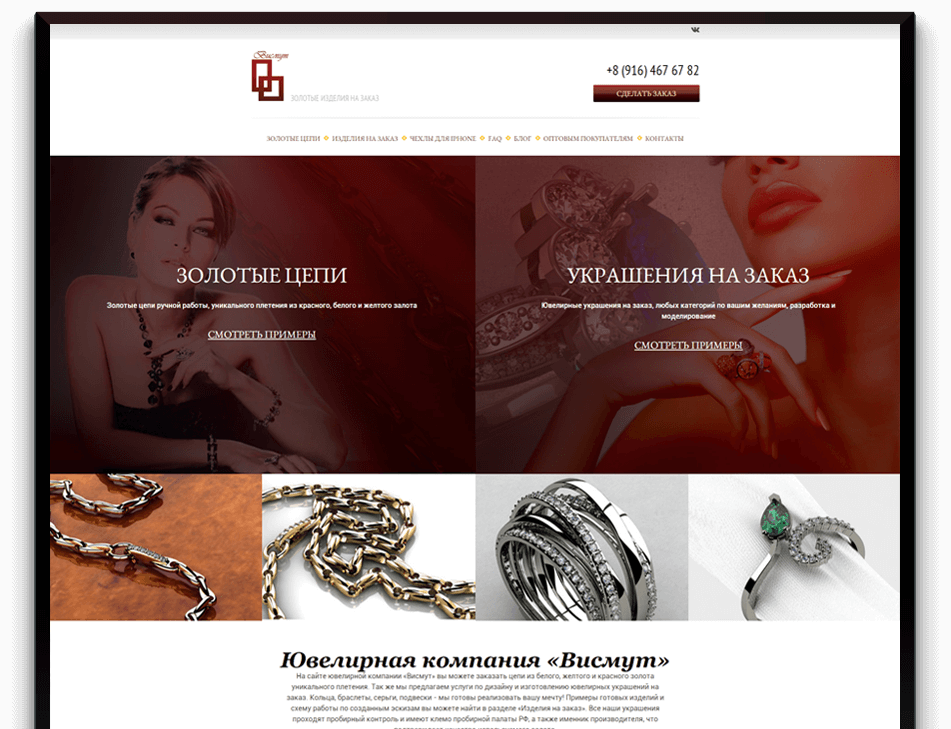 Висмут
+8 (916) 467 67 82
ЗОЛОТЫЕ ИЗДЕЛИЯ НА ЗАКАЗ
СДЕЛАТЬ ЗАКАЗ
ЗОЛОТЫЕ ЦЕПИ ИЗДЕЛИЯ НА ЗАКАЗ ЧЕХЛЫ ДЛЯ IPHONE FAQ БЛОГ ОПТОВЫМ ПОКУПАТЕЛЯМ КОНТАКТЫ
ЗОЛОТЫЕ ЦЕПИ
Золотые цепи ручной работы, уникального плетения из красного, белого и желтого залота
СМОТРЕТЬ ПРИМЕРЫ
УКРАШЕНИЯ НА ЗАКАЗ
Ювелирные украшения на заказ, любых категорий по вашим желаниям, разработка и
моделирование
СМОТРЕТЬ ПРИМЕРЫ
Ювелирная компания «Висмут»
На сайте ювелирной компании «Висмут» вы можете заказать цепи из белого, желтого и красного золота
уникального плетения. Так же мы предлагаем услуги по дизайну и изготовлению ювелирных украшений на
заказ. Кольца, браслеты, серьги, подвески - мы готовы реализовать вашу мечту! Примеры готовых изделий и
схему работы по созданным эскизам вы можете найти в разделе «Изделия на заказ». Все наши украшения
проходят пробирный контроль и имеют клемо пробирной палаты РФ, а также именник производителя, что